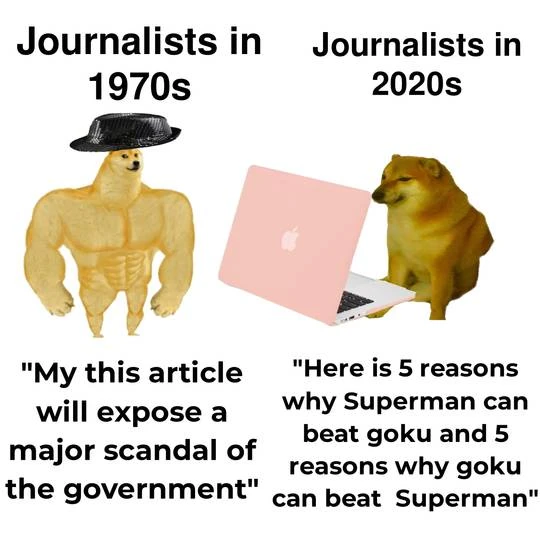 Journalists in
1970s
Journalists in
2020s
"My this article
will expose a
major scandal of
the government"
"Here is 5 reasons
why Superman can
beat goku and 5
reasons why goku
can beat Superman"